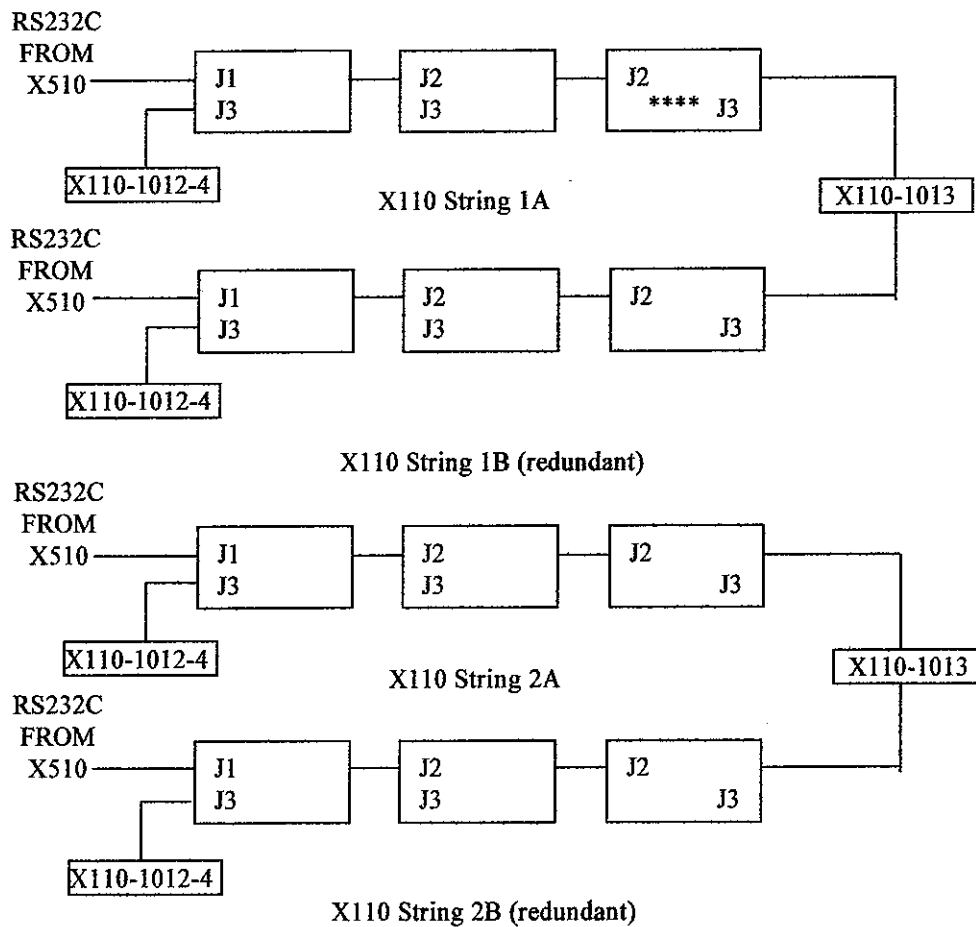 RS232C
FROM
X510
J1
J3
J2
J3
J2
**** J3
X110-1012-4
X110 String 1A
X110-1013
RS232C
FROM
X510
J1
J3
J2
J3
J2
J3
X110-1012-4
X110 String 1B (redundant)
RS232C
FROM
X510
J1
J3
J2
J3
J2
J3
X110-1012-4
X110 String 2A
X110-1013
RS232C
FROM
X510
J1
J3
J2
J3
J2
J3
X110-1012-4
X110 String 2B (redundant)